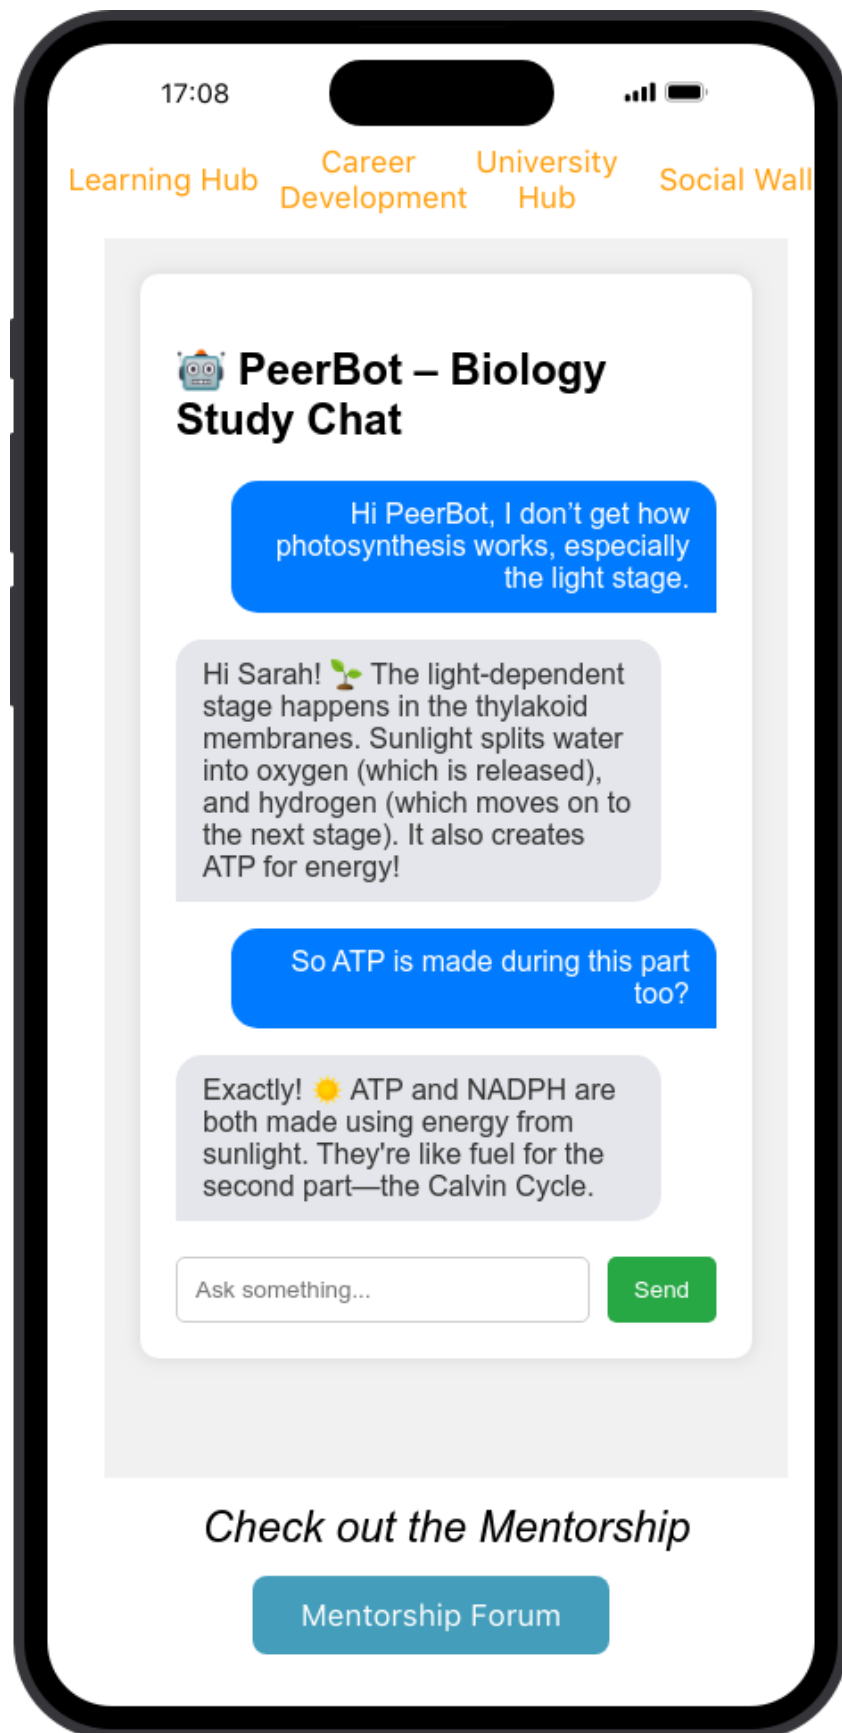 17:08
Learning Hub
Career
Development
University
Hub
Social Wall
🤖 PeerBot – Biology
Study Chat
Hi PeerBot, I don’t get how
photosynthesis works, especially
the light stage.
Hi Sarah! 🌱 The light-dependent
stage happens in the thylakoid
membranes. Sunlight splits water
into oxygen (which is released),
and hydrogen (which moves on to
the next stage). It also creates
ATP for energy!
So ATP is made during this part
too?
Exactly! ☀️ ATP and NADPH are
both made using energy from
sunlight. They're like fuel for the
second part—the Calvin Cycle.
Ask something...
Send
Check out the Mentorship
Mentorship Forum